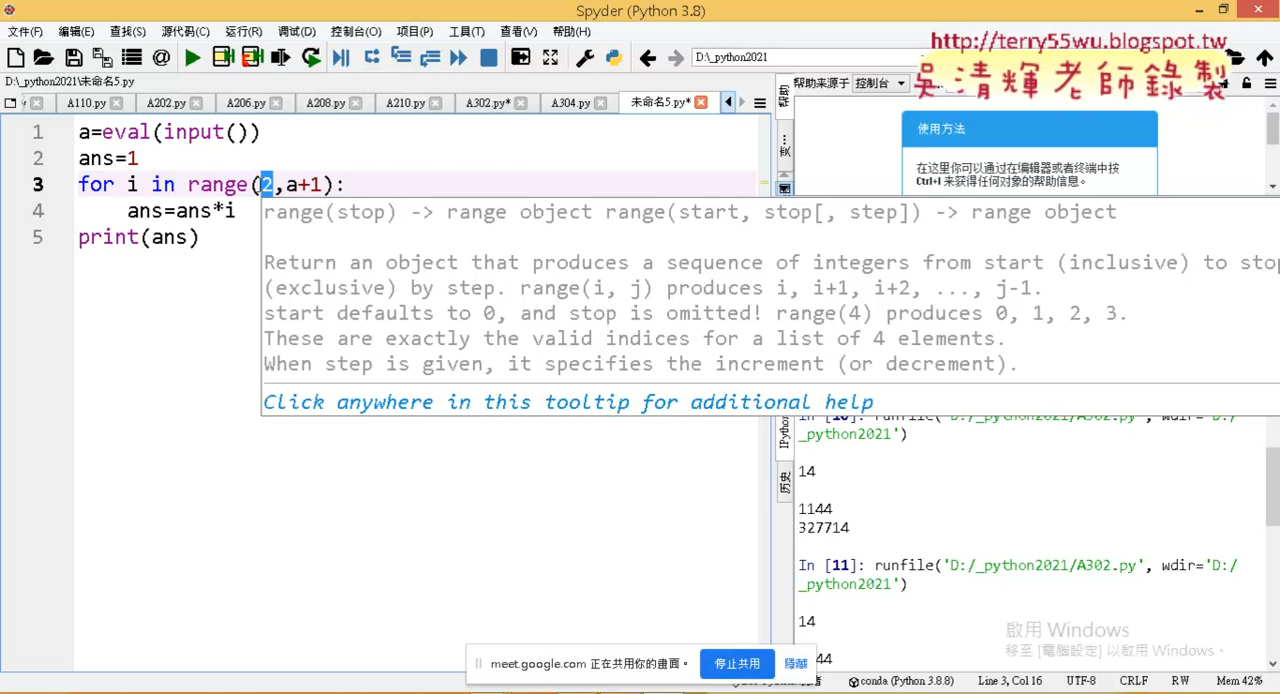 Spyder (Python 3.8)
文件(F) 编辑(E) 查找(S) 源代码(C) 运行(R) 调试(D) 控制台(O) 项目(P) 工具(T) 查看(V) 帮助(H)
http://terry55wu.blogspot.tw
D:\_python2021
吳清輝老師錄製
D:\_python2021\未命名5.py
帮助来源于 控制台
A110.py A202.py A206.py A208.py A210.py A302.py* A304.py 未命名5.py*
使用方法
在这里你可以通过在编辑器或者终端中按
Ctrl+I 来获得任何对象的帮助信息。
1 a=eval(input())
2 ans=1
3 for i in range(2,a+1):
4 ans=ans*i
5 print(ans)
range(stop) -> range object range(start, stop[, step]) -> range object
Return an object that produces a sequence of integers from start (inclusive) to stop
(exclusive) by step. range(i, j) produces i, i+1, i+2, ..., j-1.
start defaults to 0, and stop is omitted! range(4) produces 0, 1, 2, 3.
These are exactly the valid indices for a list of 4 elements.
When step is given, it specifies the increment (or decrement).
Click anywhere in this tooltip for additional help
In [10]: runfile('D:/_python2021/A302.py', wdir='D:/
_python2021')
14
1144
327714
In [11]: runfile('D:/_python2021/A302.py', wdir='D:/
_python2021')
14
44
IPython
历史
啟用 Windows
移至 [電腦設定] 以啟用 Windows。
meet.google.com 正在共用你的畫面。 停止共用 隱藏
conda (Python 3.8.8) Line 3, Col 16 UTF-8 CRLF RW Mem 42%